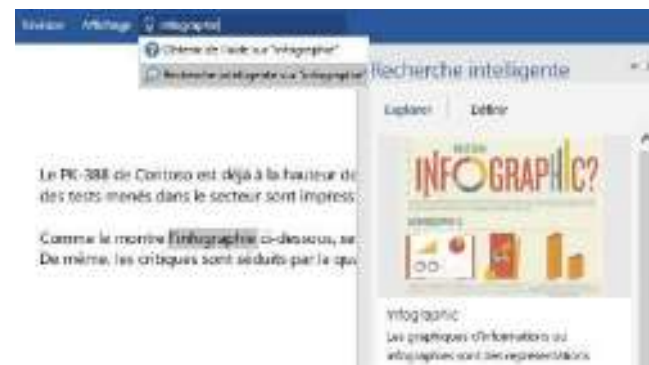 Révision Affichage infographie
Obtenir de l'aide sur "infographie"
Recherche intelligente sur "infographie"
Recherche intelligente
Explorer Définir
INFOGRAPHIC?
Le PK-388 de Contoso est déjà à la hauteur de
des tests menés dans le secteur sont impress
Comme le montre l'infographie ci-dessous, se
De même, les critiques sont séduits par la qua
Infographic
Les graphiques d'informations ou
infographies sont des représentations